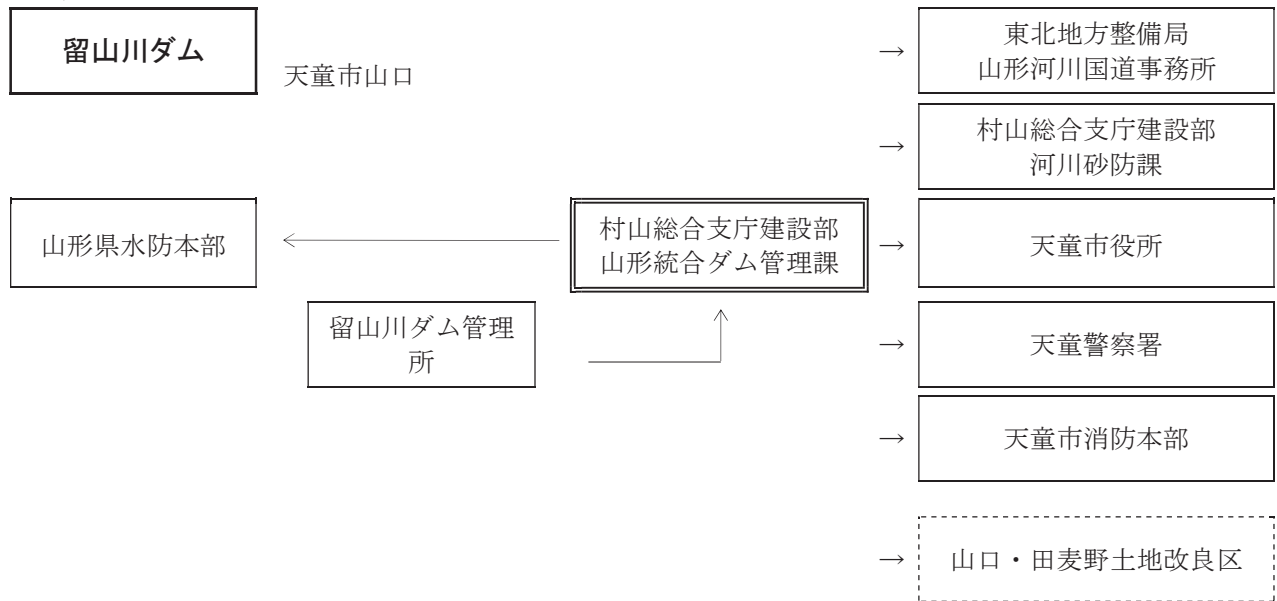 留山川ダム
天童市山口
→
東北地方整備局
山形河川国道事務所
→
村山総合支庁建設部
河川砂防課
山形県水防本部
村山総合支庁建設部
山形統合ダム管理課
→
天童市役所
留山川ダム管理
所
→
天童警察署
→
天童市消防本部
→
山口・田麦野土地改良区